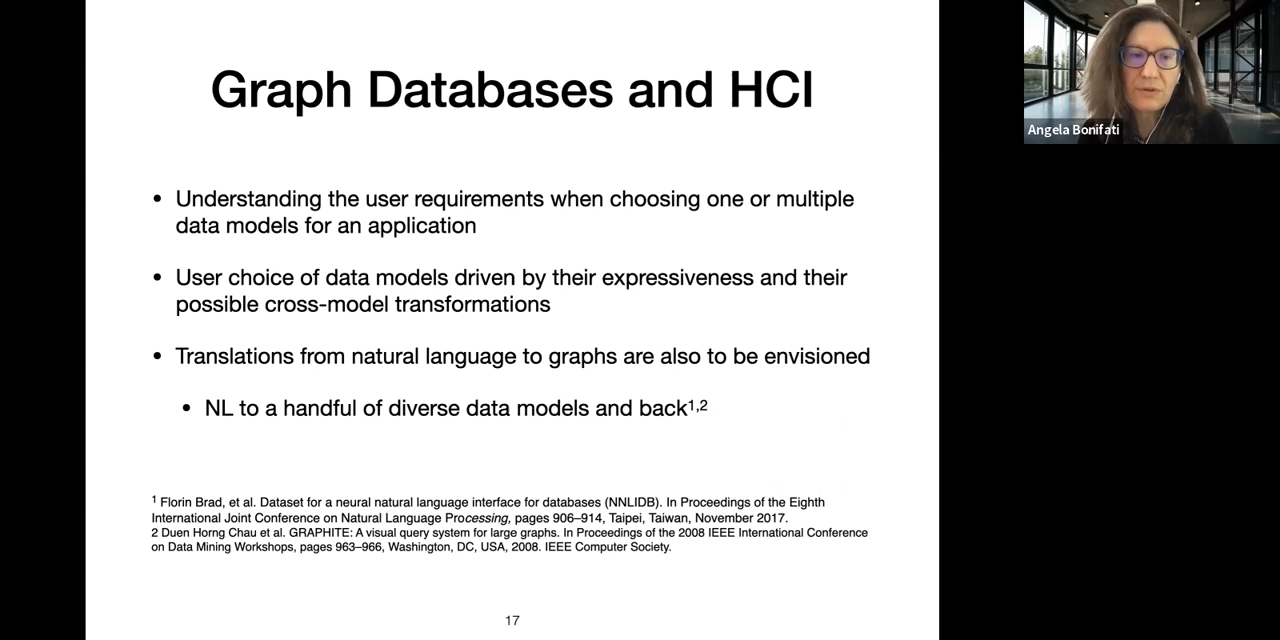 Graph Databases and HCI
• Understanding the user requirements when choosing one or multiple
data models for an application
• User choice of data models driven by their expressiveness and their
possible cross-model transformations
• Translations from natural language to graphs are also to be envisioned
• NL to a handful of diverse data models and back1,2
1 Florin Brad, et al. Dataset for a neural natural language interface for databases (NNLIDB). In Proceedings of the Eighth
International Joint Conference on Natural Language Processing, pages 906–914, Taipei, Taiwan, November 2017.
2 Duen Horng Chau et al. GRAPHITE: A visual query system for large graphs. In Proceedings of the 2008 IEEE International Conference
on Data Mining Workshops, pages 963–966, Washington, DC, USA, 2008. IEEE Computer Society.
17
Angela Bonifati